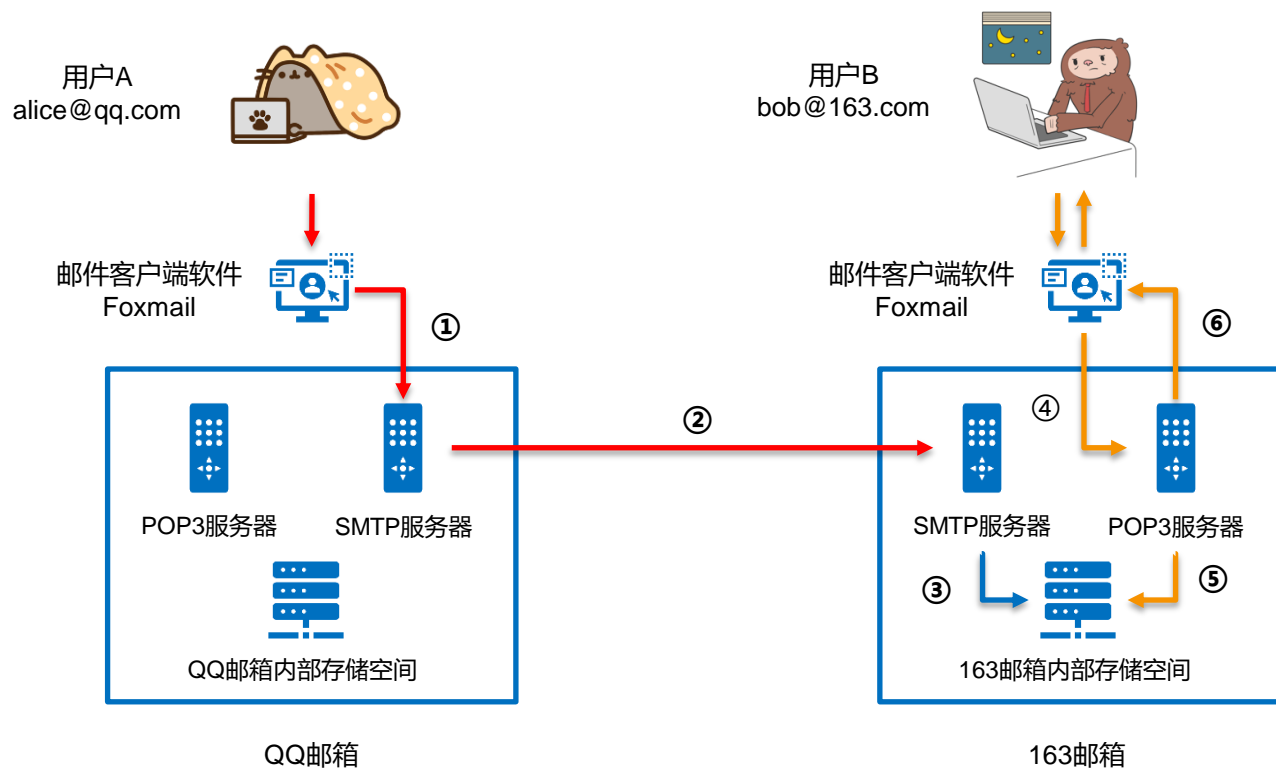 用户A
alice@qq.com
用户B
bob@163.com
邮件客户端软件
Foxmail
邮件客户端软件
Foxmail
①
⑥
②
④
POP3服务器
SMTP服务器
SMTP服务器
POP3服务器
③
⑤
QQ邮箱内部存储空间
163邮箱内部存储空间
QQ邮箱
163邮箱